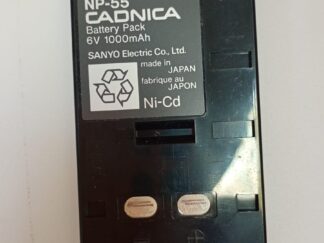 NP-55
CADNICA
Battery Pack
6V 1000mAh
SANYO Electric Co., Ltd.
made in
JAPAN
fabriqué au
JAPON
Ni-Cd